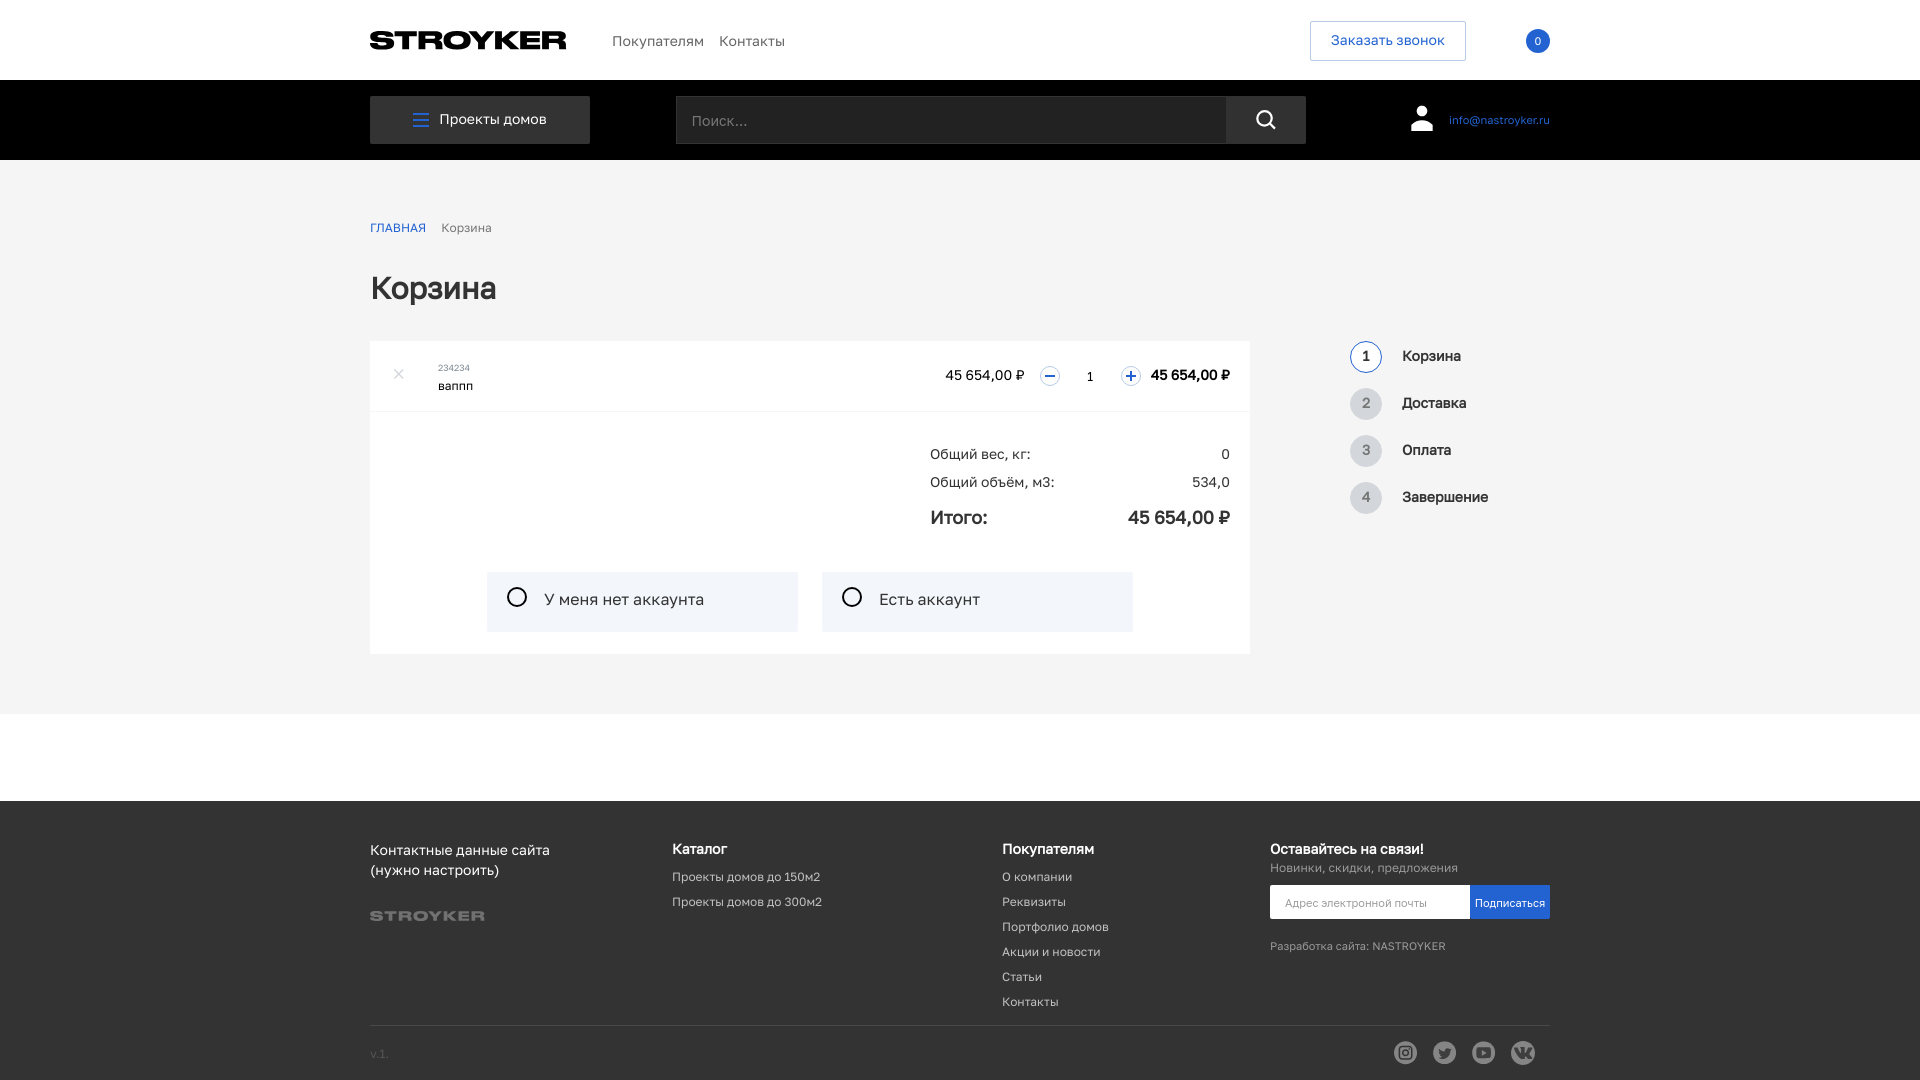 STROYKER
Покупателям Контакты
Заказать звонок
0
Проекты домов
Поиск...
info@nastroyker.ru
ГЛАВНАЯ Корзина
Корзина
234234
ваппп
45 654,00 ₽ 1 45 654,00 ₽
Общий вес, кг: 0
Общий объём, м3: 534,0
Итого: 45 654,00 ₽
У меня нет аккаунта
Есть аккаунт
1 Корзина
2 Доставка
3 Оплата
4 Завершение
Контактные данные сайта
(нужно настроить)
STROYKER
Каталог
Проекты домов до 150м2
Проекты домов до 300м2
Покупателям
О компании
Реквизиты
Портфолио домов
Акции и новости
Статьи
Контакты
Оставайтесь на связи!
Новинки, скидки, предложения
Адрес электронной почты
Подписаться
Разработка сайта: NASTROYKER
v.1.